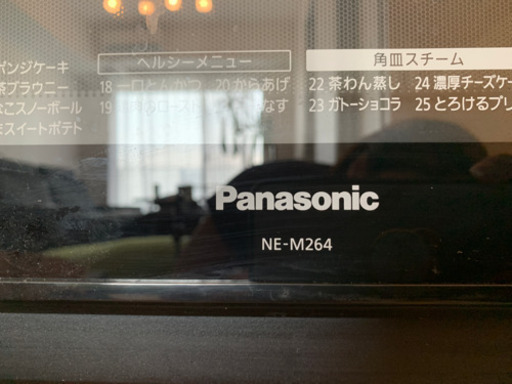 ヘルシーメニュー
角皿スチーム
ンジケーキ
18 一口とんかつ 20 からあげ
22 茶わん蒸し 24 濃厚チーズケー
ブラウニー
19
なす
23 ガトーショコラ 25 とろけるプリ
スノーボール
スイートポテト
Panasonic
NE-M264